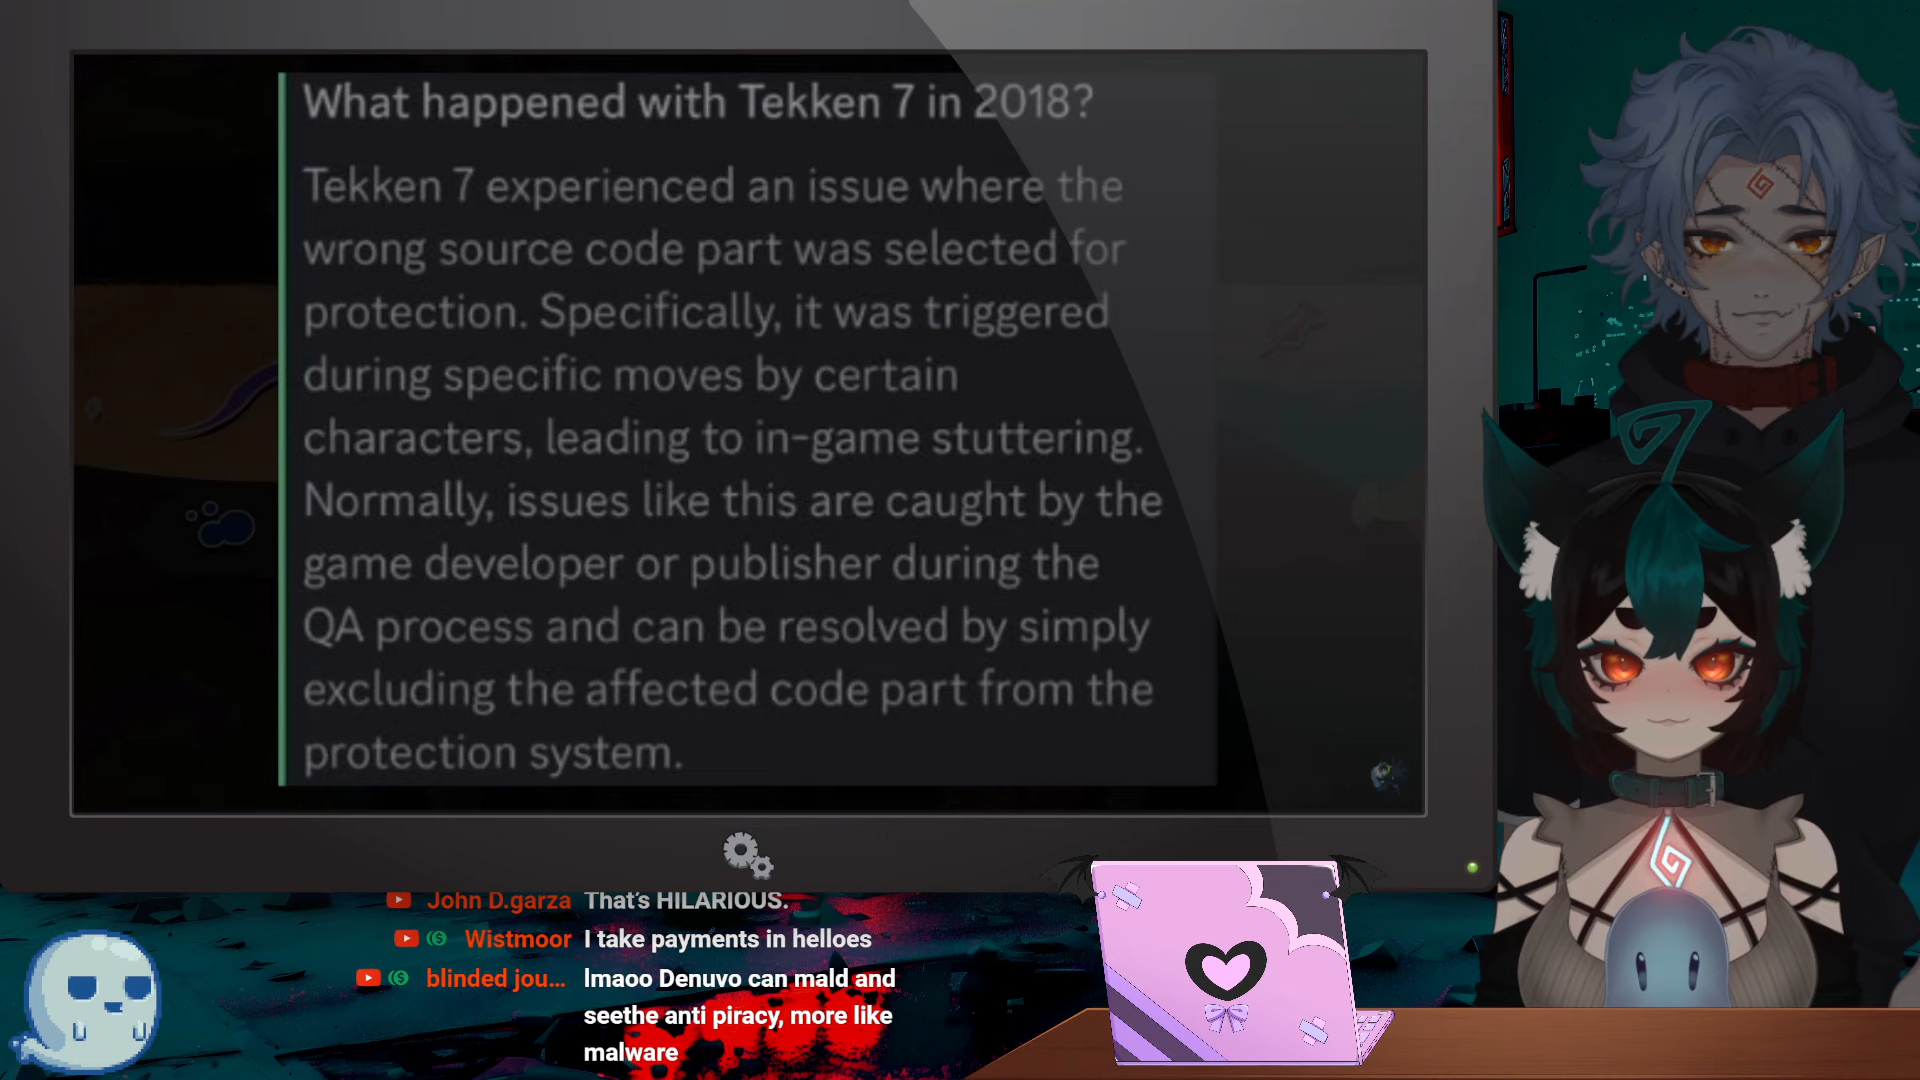 What happened with Tekken 7 in 2018?
Tekken 7 experienced an issue where the
wrong source code part was selected for
protection. Specifically, it was triggered
during specific moves by certain
characters, leading to in-game stuttering.
Normally, issues like this are caught by the
game developer or publisher during the
QA process and can be resolved by simply
excluding the affected code part from the
protection system.
John D.garza That's HILARIOUS.
Wistmoor I take payments in helloes
blinded jou... lmaoo Denuvo can mald and
seethe anti piracy, more like
malware